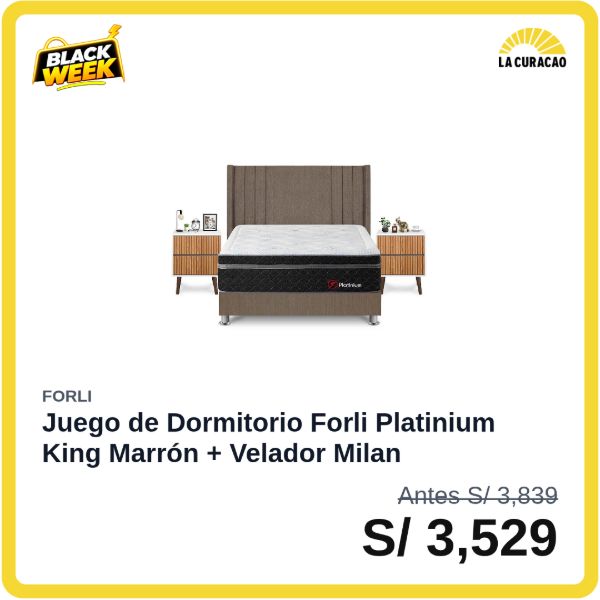 BLACK
WEEK
LA CURACAO
Platinium
FORLI
Juego de Dormitorio Forli Platinium
King Marrón + Velador Milan
Antes S/ 3,839
S/ 3,529